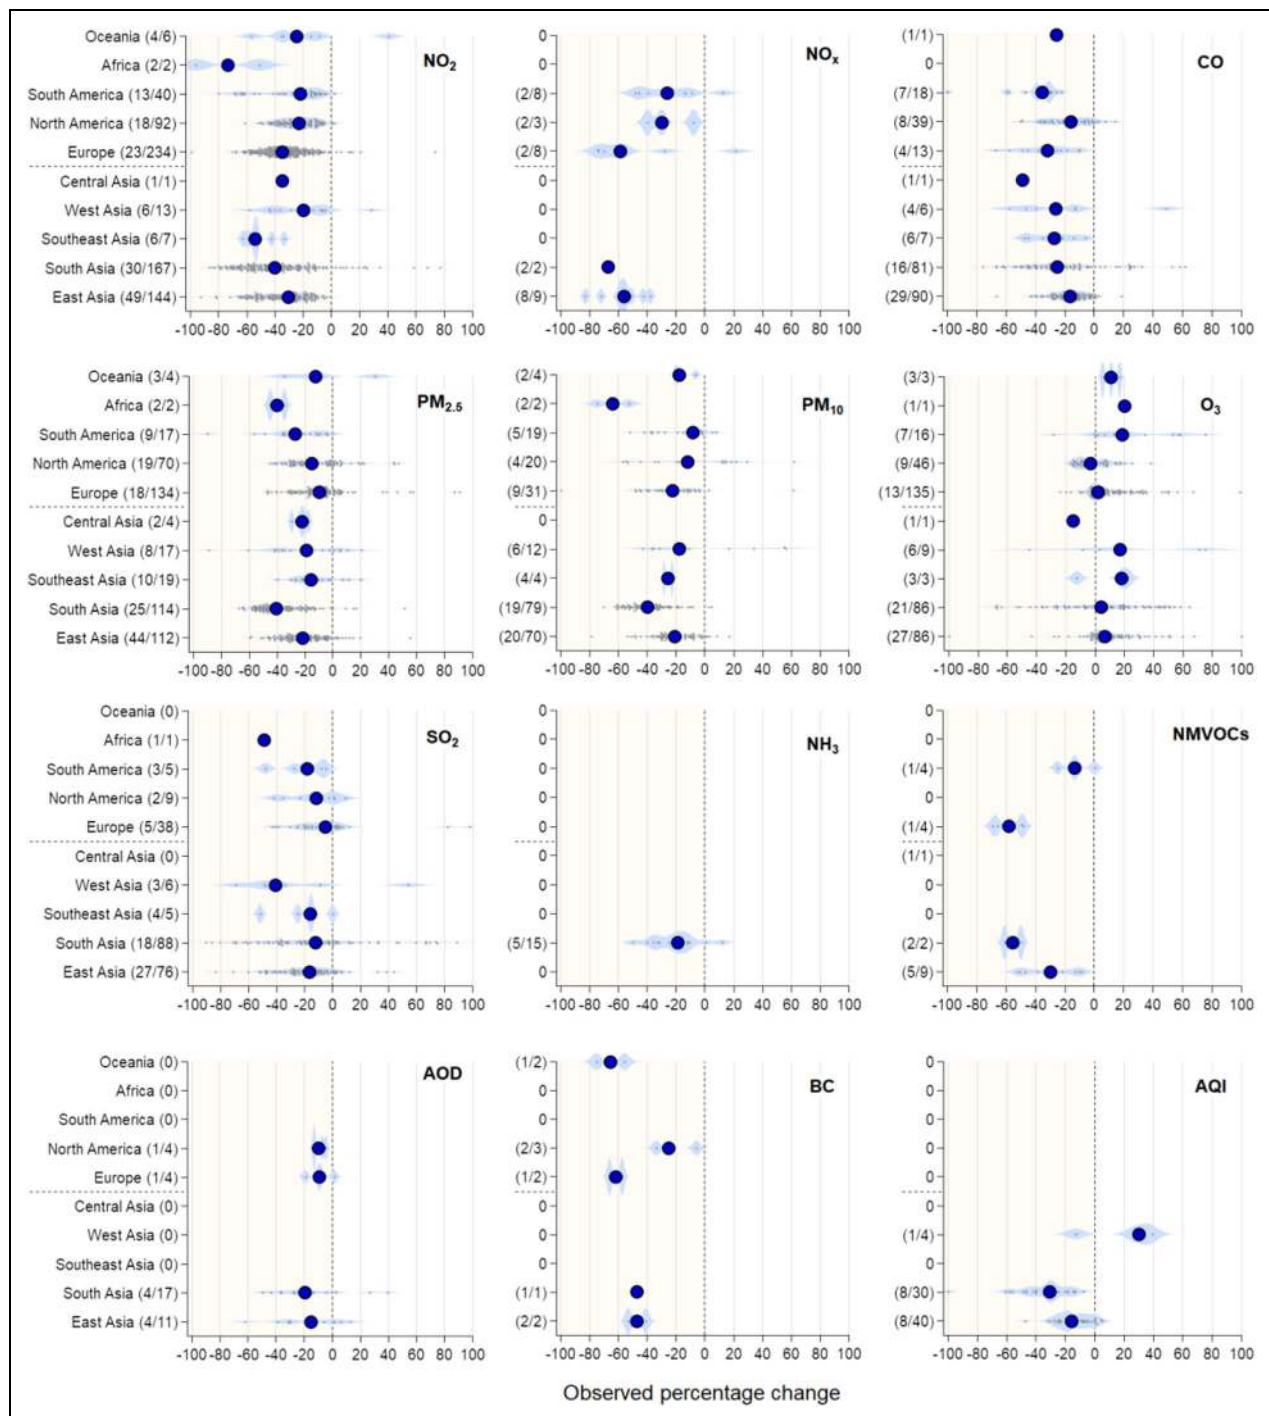 Oceania (4/6)
Africa (2/2)
South America (13/40)
North America (18/92)
Europe (23/234)
Central Asia (1/1)
West Asia (6/13)
Southeast Asia (6/7)
South Asia (30/167)
East Asia (49/144)
NO2
-100 -80 -60 -40 -20 0 20 40 60 80 100
0
0
(2/8)
(2/3)
(2/8)
0
0
0
(2/2)
(8/9)
NOx
-100 -80 -60 -40 -20 0 20 40 60 80 100
(1/1)
0
(7/18)
(8/39)
(4/13)
(1/1)
(4/6)
(6/7)
(16/81)
(29/90)
CO
-100 -80 -60 -40 -20 0 20 40 60 80 100
Oceania (3/4)
Africa (2/2)
South America (9/17)
North America (19/70)
Europe (18/134)
Central Asia (2/4)
West Asia (8/17)
Southeast Asia (10/19)
South Asia (25/114)
East Asia (44/112)
PM2.5
-100 -80 -60 -40 -20 0 20 40 60 80 100
(2/4)
(2/2)
(5/19)
(4/20)
(9/31)
0
(6/12)
(4/4)
(19/79)
(20/70)
PM10
-100 -80 -60 -40 -20 0 20 40 60 80 100
(3/3)
(1/1)
(7/16)
(9/46)
(13/135)
(1/1)
(6/9)
(3/3)
(21/86)
(27/86)
O3
-100 -80 -60 -40 -20 0 20 40 60 80 100
Oceania (0)
Africa (1/1)
South America (3/5)
North America (2/9)
Europe (5/38)
Central Asia (0)
West Asia (3/6)
Southeast Asia (4/5)
South Asia (18/88)
East Asia (27/76)
SO2
-100 -80 -60 -40 -20 0 20 40 60 80 100
0
0
0
0
0
0
0
0
(5/15)
0
NH3
-100 -80 -60 -40 -20 0 20 40 60 80 100
0
0
(1/4)
0
(1/4)
(1/1)
0
0
(2/2)
(5/9)
NMVOCs
-100 -80 -60 -40 -20 0 20 40 60 80 100
Oceania (0)
Africa (0)
South America (0)
North America (1/4)
Europe (1/4)
Central Asia (0)
West Asia (0)
Southeast Asia (0)
South Asia (4/17)
East Asia (4/11)
AOD
-100 -80 -60 -40 -20 0 20 40 60 80 100
(1/2)
0
0
(2/3)
(1/2)
0
0
0
(1/1)
(2/2)
BC
-100 -80 -60 -40 -20 0 20 40 60 80 100
0
0
0
0
0
0
(1/4)
0
(8/30)
(8/40)
AQI
-100 -80 -60 -40 -20 0 20 40 60 80 100
Observed percentage change